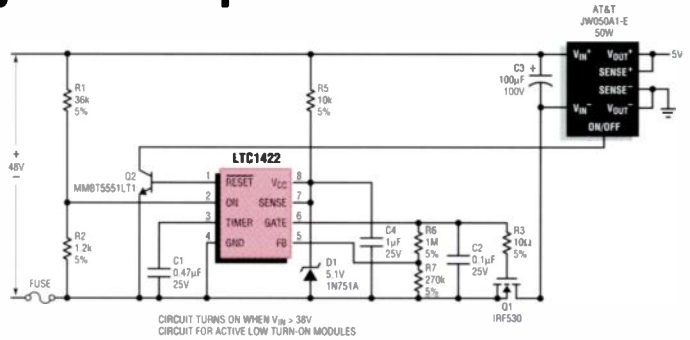 AT&T
JW050A1-E
50W
VIN+
VOUT+
5V
SENSE+
SENSE−
VIN−
VOUT−
ON/OFF
C3 +
100µF
100V
R1
36k
5%
R5
10k
5%
+
48V
−
LTC1422
Q2
MMBT5551LT1
1 RESET VCC 8
2 ON SENSE 7
3 TIMER GATE 6
4 GND FB 5
R2
1.2k
5%
C1
0.47µF
25V
D1
5.1V
1N751A
C4
1µF
25V
R6
1M
5%
R7
270k
5%
C2
0.1µF
25V
R3
10Ω
5%
Q1
IRF530
FUSE
CIRCUIT TURNS ON WHEN VIN > 38V
CIRCUIT FOR ACTIVE LOW TURN-ON MODULES